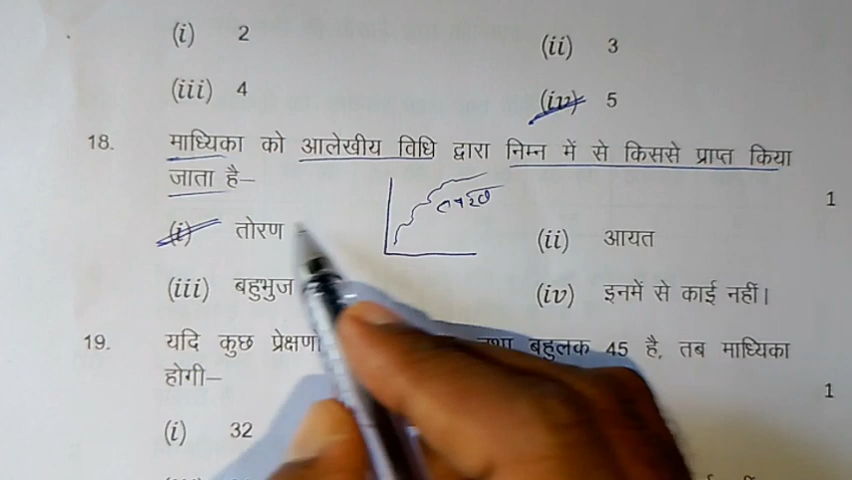 (i) 2 (ii) 3
(iii) 4 (iv) 5
18. माध्यिका को आलेखीय विधि द्वारा निम्न में से किससे प्राप्त किया
जाता है– 1
(i) तोरण (ii) आयत
(iii) बहुभुज (iv) इनमें से काई नहीं।
19. यदि कुछ प्रेक्षण बहुलक 45 है, तब माध्यिका
होगी– 1
(i) 32